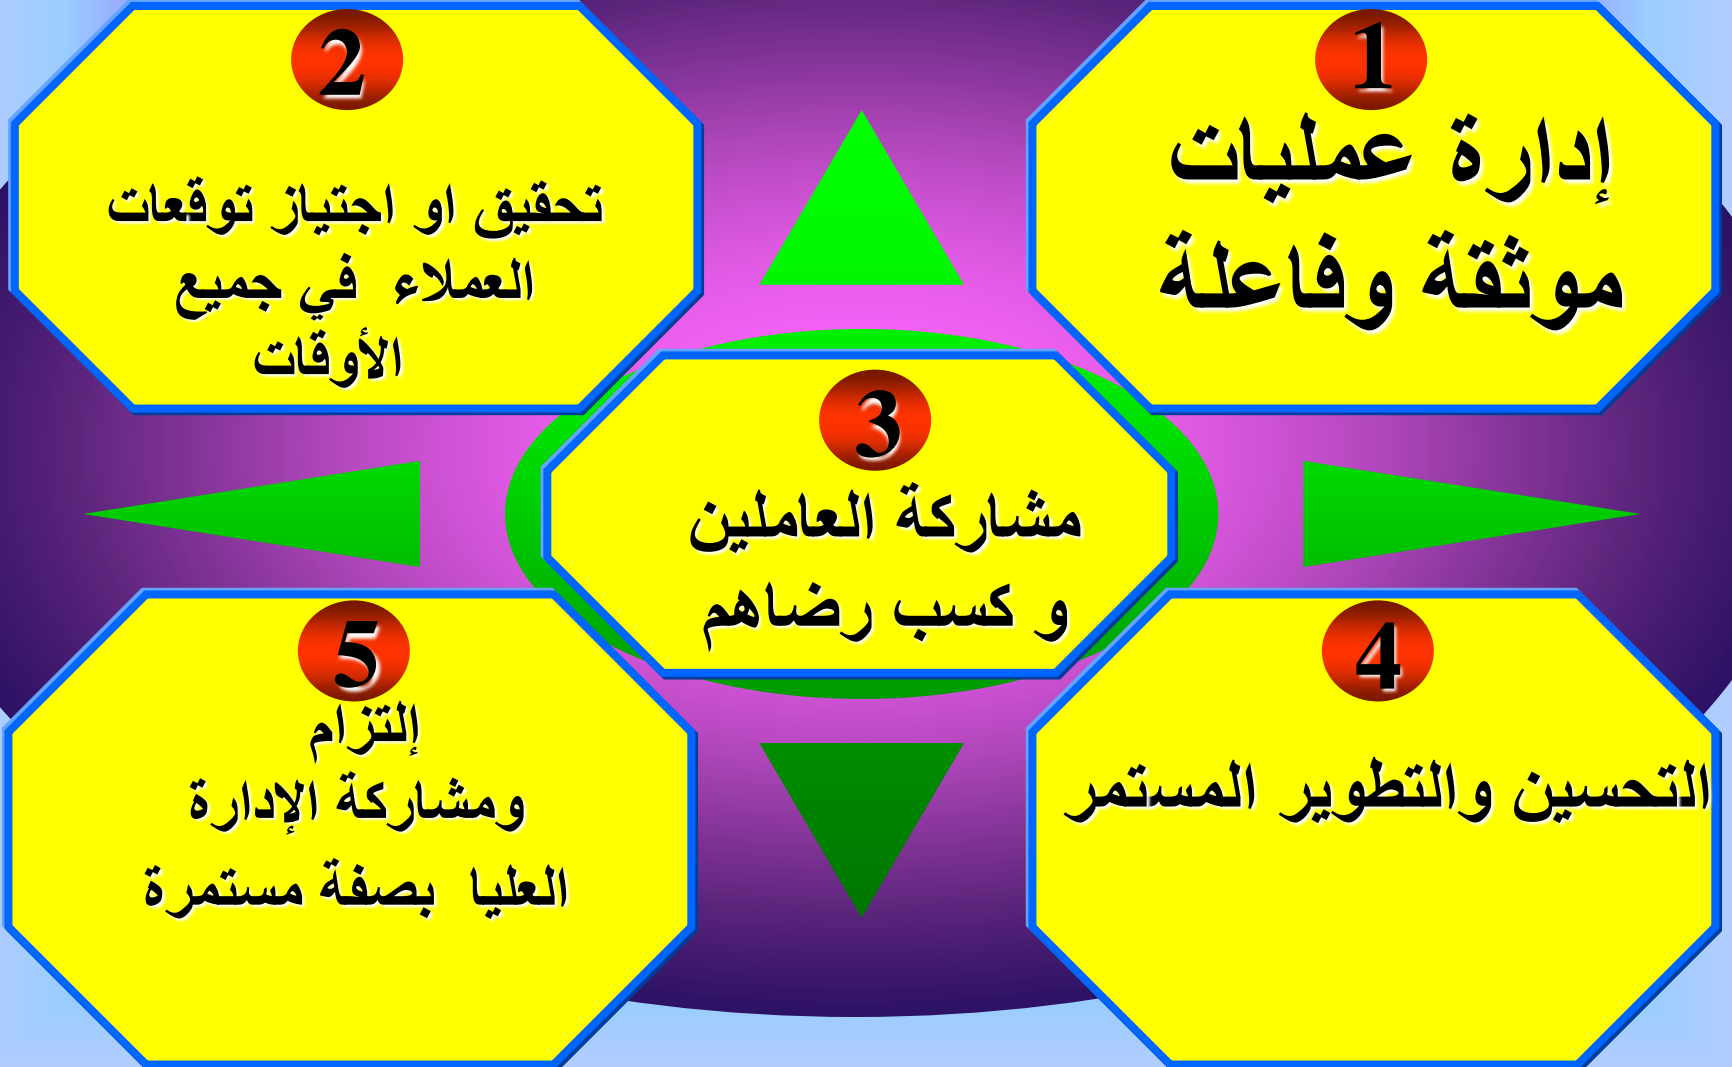 1
إدارة عمليات
موثقة وفاعلة
2
تحقيق او اجتياز توقعات
العملاء في جميع
الأوقات
3
مشاركة العاملين
و كسب رضاهم
4
التحسين والتطوير المستمر
5
إلتزام
ومشاركة الإدارة
العليا بصفة مستمرة